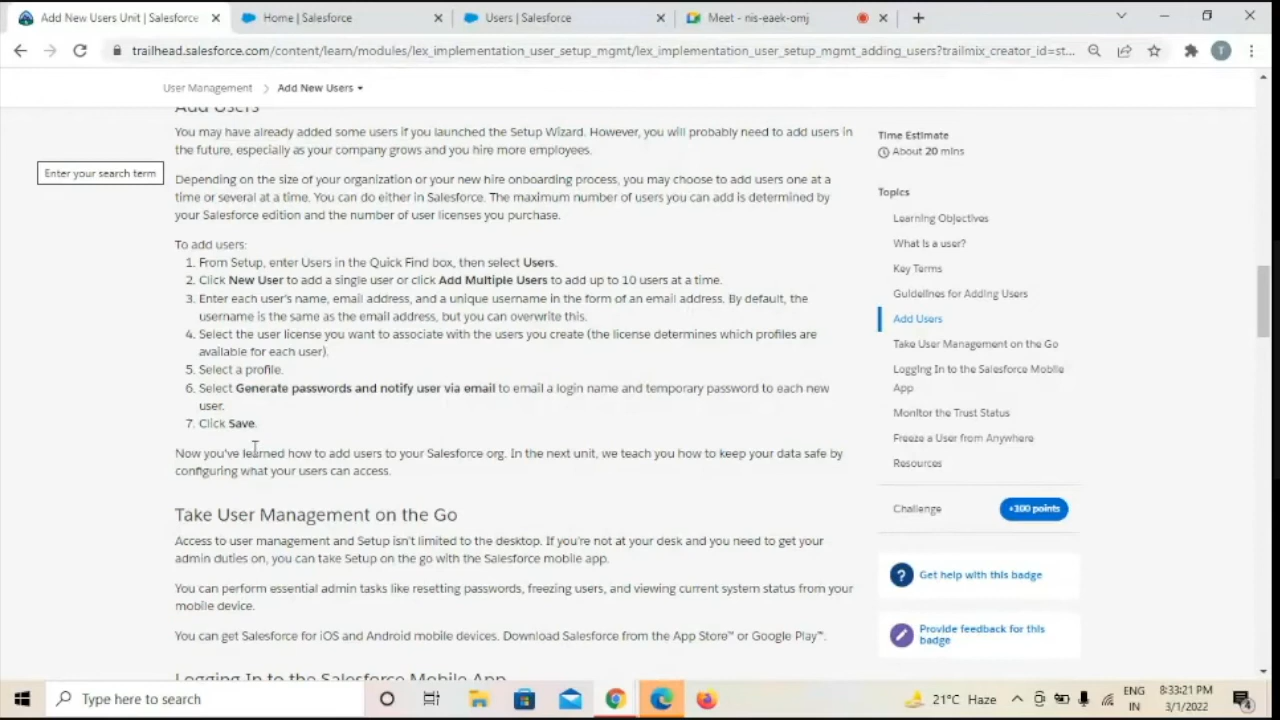 Add New Users Unit | Salesforce
Home | Salesforce
Users | Salesforce
Meet - nis-eaek-omj
trailhead.salesforce.com/content/learn/modules/lex_implementation_user_setup_mgmt/lex_implementation_user_setup_mgmt_adding_users?trailmix_creator_id=st...
T
User Management
Add New Users
Add Users
You may have already added some users if you launched the Setup Wizard. However, you will probably need to add users in
the future, especially as your company grows and you hire more employees.
Enter your search term
Depending on the size of your organization or your new hire onboarding process, you may choose to add users one at a
time or several at a time. You can do either in Salesforce. The maximum number of users you can add is determined by
your Salesforce edition and the number of user licenses you purchase.
To add users:
1. From Setup, enter Users in the Quick Find box, then select Users.
2. Click New User to add a single user or click Add Multiple Users to add up to 10 users at a time.
3. Enter each user's name, email address, and a unique username in the form of an email address. By default, the
username is the same as the email address, but you can overwrite this.
4. Select the user license you want to associate with the users you create (the license determines which profiles are
available for each user).
5. Select a profile.
6. Select Generate passwords and notify user via email to email a login name and temporary password to each new
user.
7. Click Save.
Now you've learned how to add users to your Salesforce org. In the next unit, we teach you how to keep your data safe by
configuring what your users can access.
Take User Management on the Go
Access to user management and Setup isn't limited to the desktop. If you're not at your desk and you need to get your
admin duties on, you can take Setup on the go with the Salesforce mobile app.
You can perform essential admin tasks like resetting passwords, freezing users, and viewing current system status from your
mobile device.
You can get Salesforce for iOS and Android mobile devices. Download Salesforce from the App Store™ or Google Play™.
Logging In to the Salesforce Mobile App
Time Estimate
About 20 mins
Topics
Learning Objectives
What Is a user?
Key Terms
Guidelines for Adding Users
Add Users
Take User Management on the Go
Logging In to the Salesforce Mobile
App
Monitor the Trust Status
Freeze a User from Anywhere
Resources
Challenge
+100 points
Get help with this badge
Provide feedback for this
badge
Type here to search
21°C Haze
ENG
IN
8:33:21 PM
3/1/2022
4